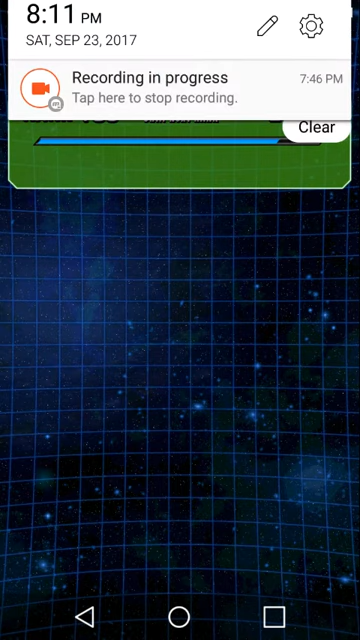 8:11 PM
SAT, SEP 23, 2017
Recording in progress
7:46 PM
Tap here to stop recording.
Clear